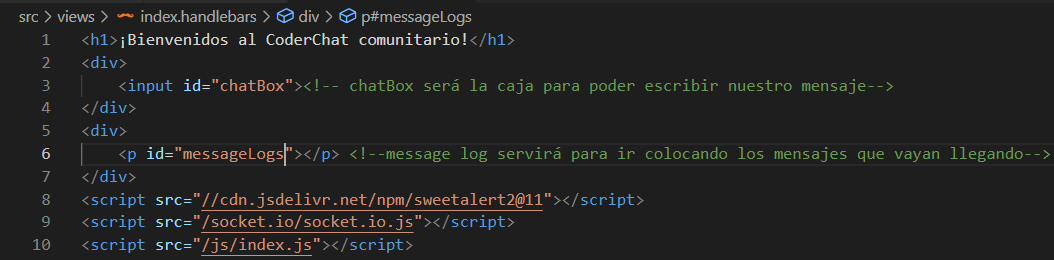 src > views > index.handlebars > div > p#messageLogs
1 <h1>¡Bienvenidos al CoderChat comunitario!</h1>
2 <div>
3 <input id="chatBox"><!-- chatBox será la caja para poder escribir nuestro mensaje-->
4 </div>
5 <div>
6 <p id="messageLogs"></p> <!--message log servirá para ir colocando los mensajes que vayan llegando-->
7 </div>
8 <script src="//cdn.jsdelivr.net/npm/sweetalert2@11"></script>
9 <script src="/socket.io/socket.io.js"></script>
10 <script src="/js/index.js"></script>